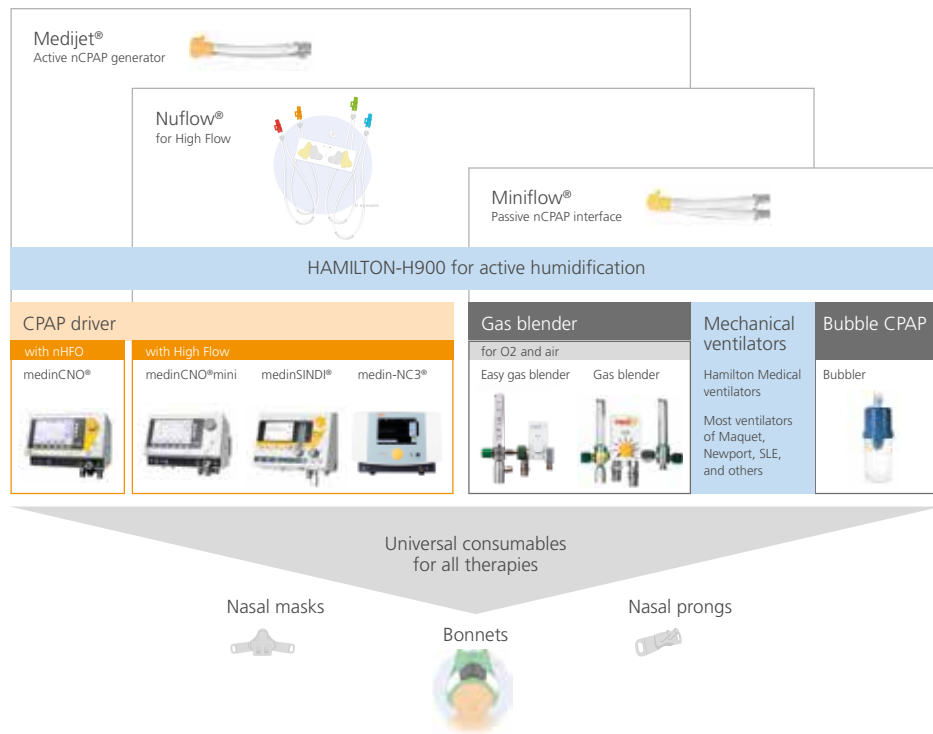 Medijet®
Active nCPAP generator
Nuflow®
for High Flow
Miniflow®
Passive nCPAP interface
HAMILTON-H900 for active humidification
CPAP driver
with nHFO
medinCNO®
with High Flow
medinCNO®mini
medinSINDI®
medin-NC3®
Gas blender
for O2 and air
Easy gas blender
Gas blender
Mechanical
ventilators
Hamilton Medical
ventilators
Most ventilators
of Maquet,
Newport, SLE,
and others
Bubble CPAP
Bubbler
Universal consumables
for all therapies
Nasal masks
Bonnets
Nasal prongs